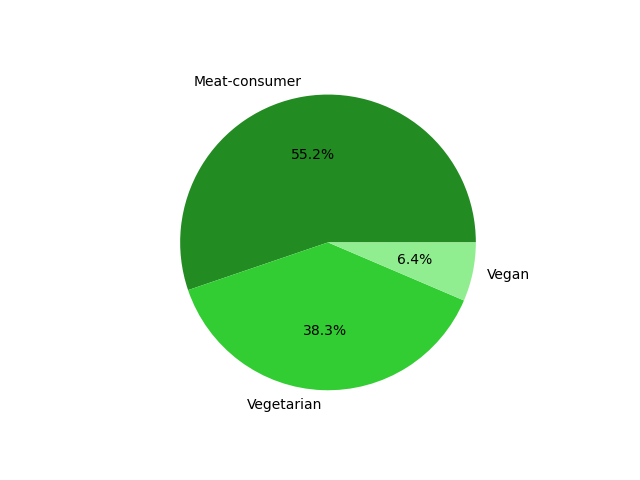 Meat-consumer
55.2%
6.4%
Vegan
38.3%
Vegetarian